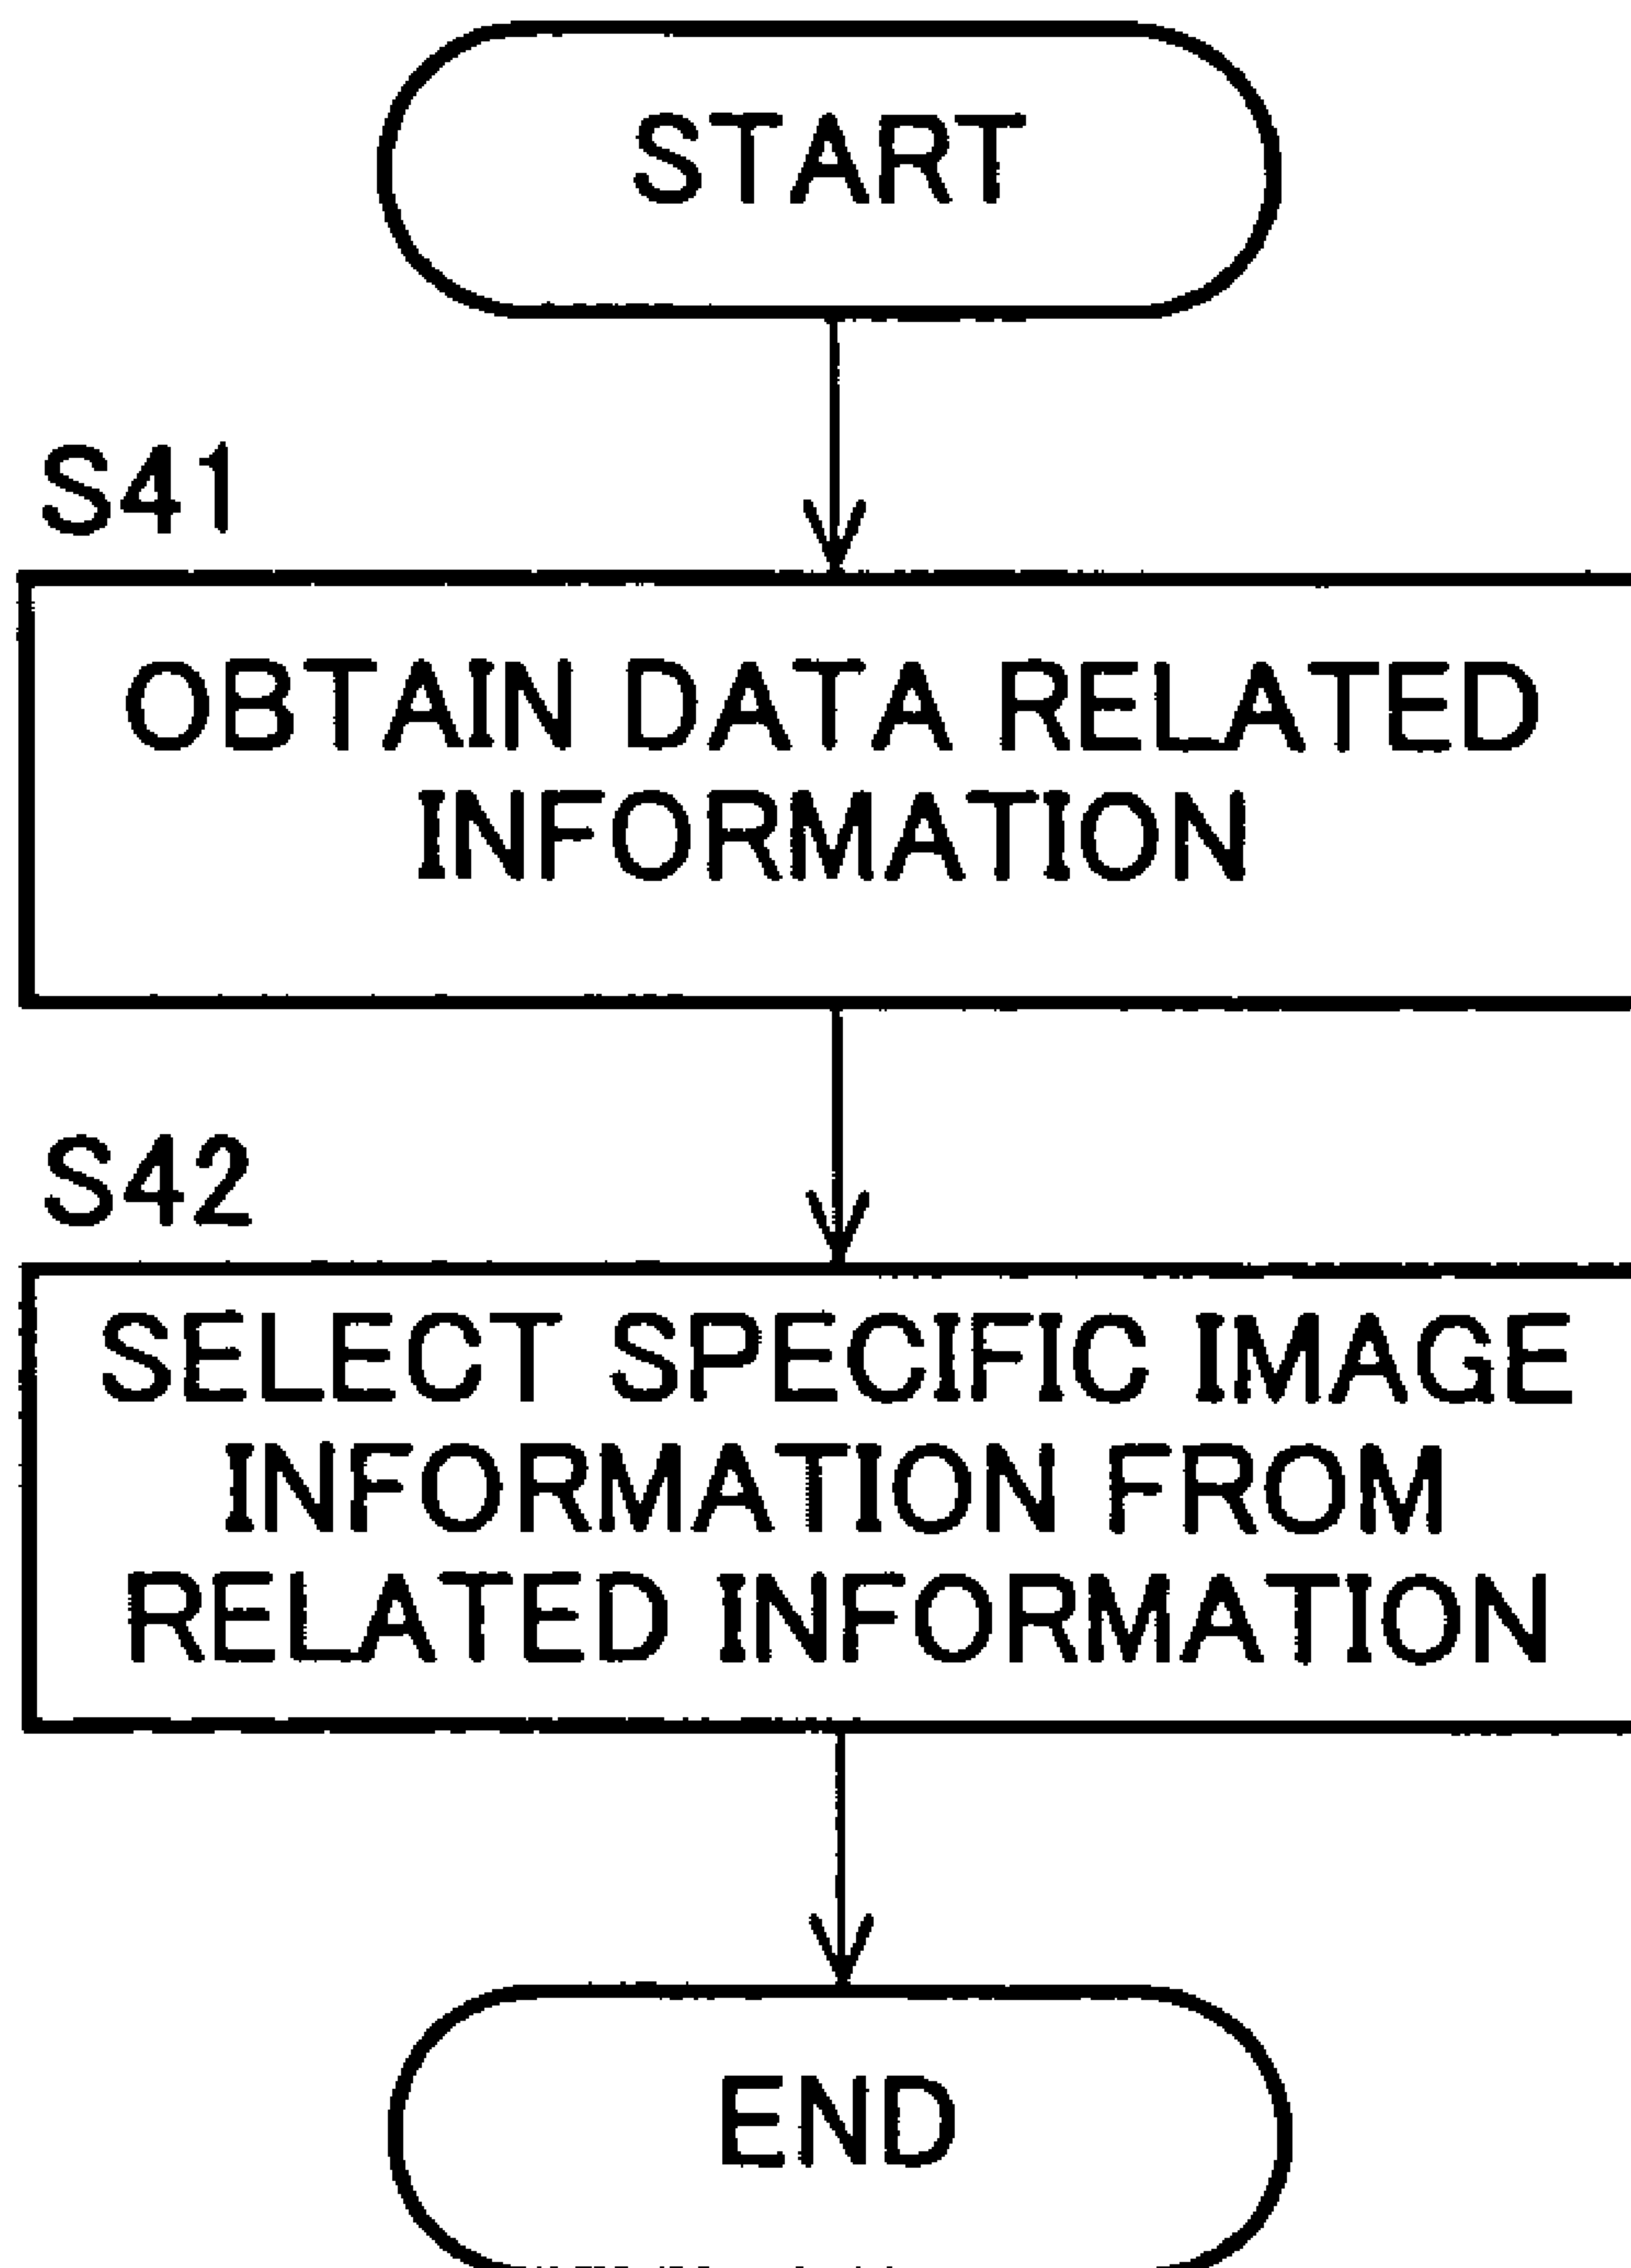 START
S41
OBTAIN DATA RELATED
INFORMATION
S42
SELECT SPECIFIC IMAGE
INFORMATION FROM
RELATED INFORMATION
END